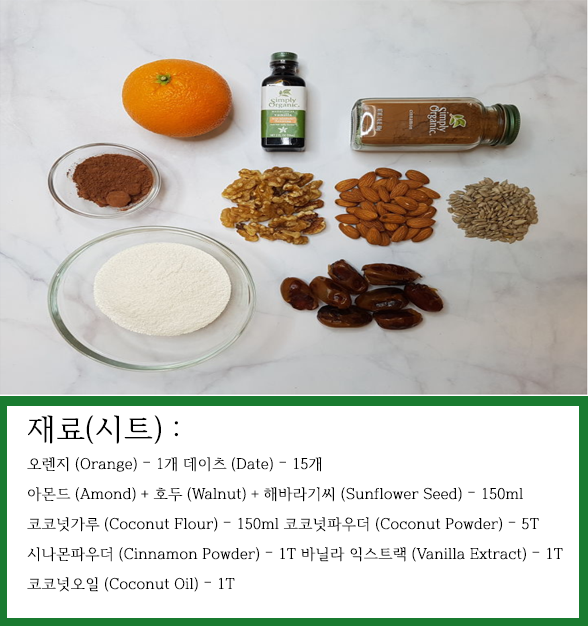 Simply
Organic
vanilla
Simply
Organic
CINNAMON
재료(시트) :
오렌지 (Orange) - 1개 데이츠 (Date) - 15개
아몬드 (Amond) + 호두 (Walnut) + 해바라기씨 (Sunflower Seed) - 150ml
코코넛가루 (Coconut Flour) - 150ml 코코넛파우더 (Coconut Powder) - 5T
시나몬파우더 (Cinnamon Powder) - 1T 바닐라 익스트랙 (Vanilla Extract) - 1T
코코넛오일 (Coconut Oil) - 1T